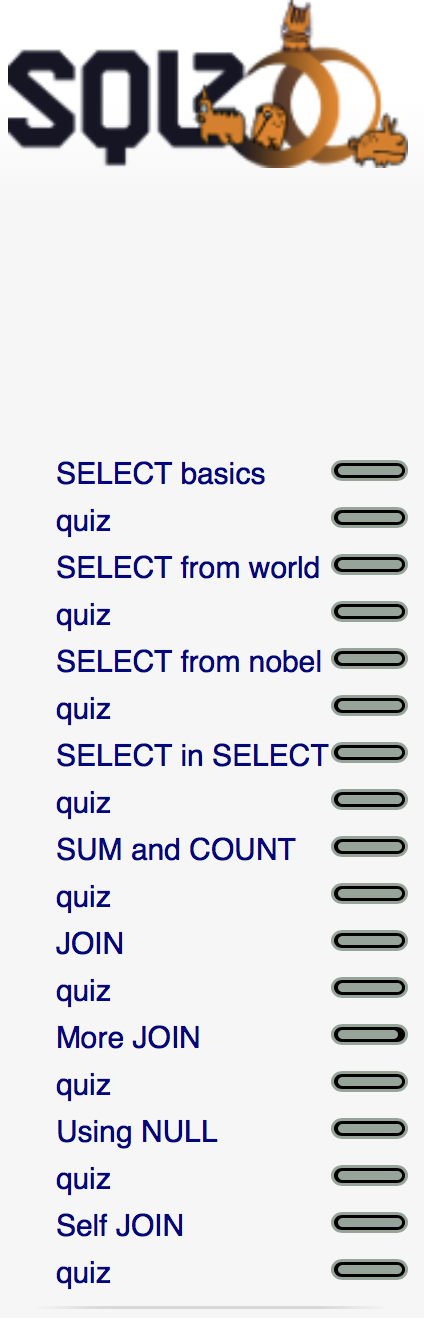 SQLZOO
SELECT basics
quiz
SELECT from world
quiz
SELECT from nobel
quiz
SELECT in SELECT
quiz
SUM and COUNT
quiz
JOIN
quiz
More JOIN
quiz
Using NULL
quiz
Self JOIN
quiz